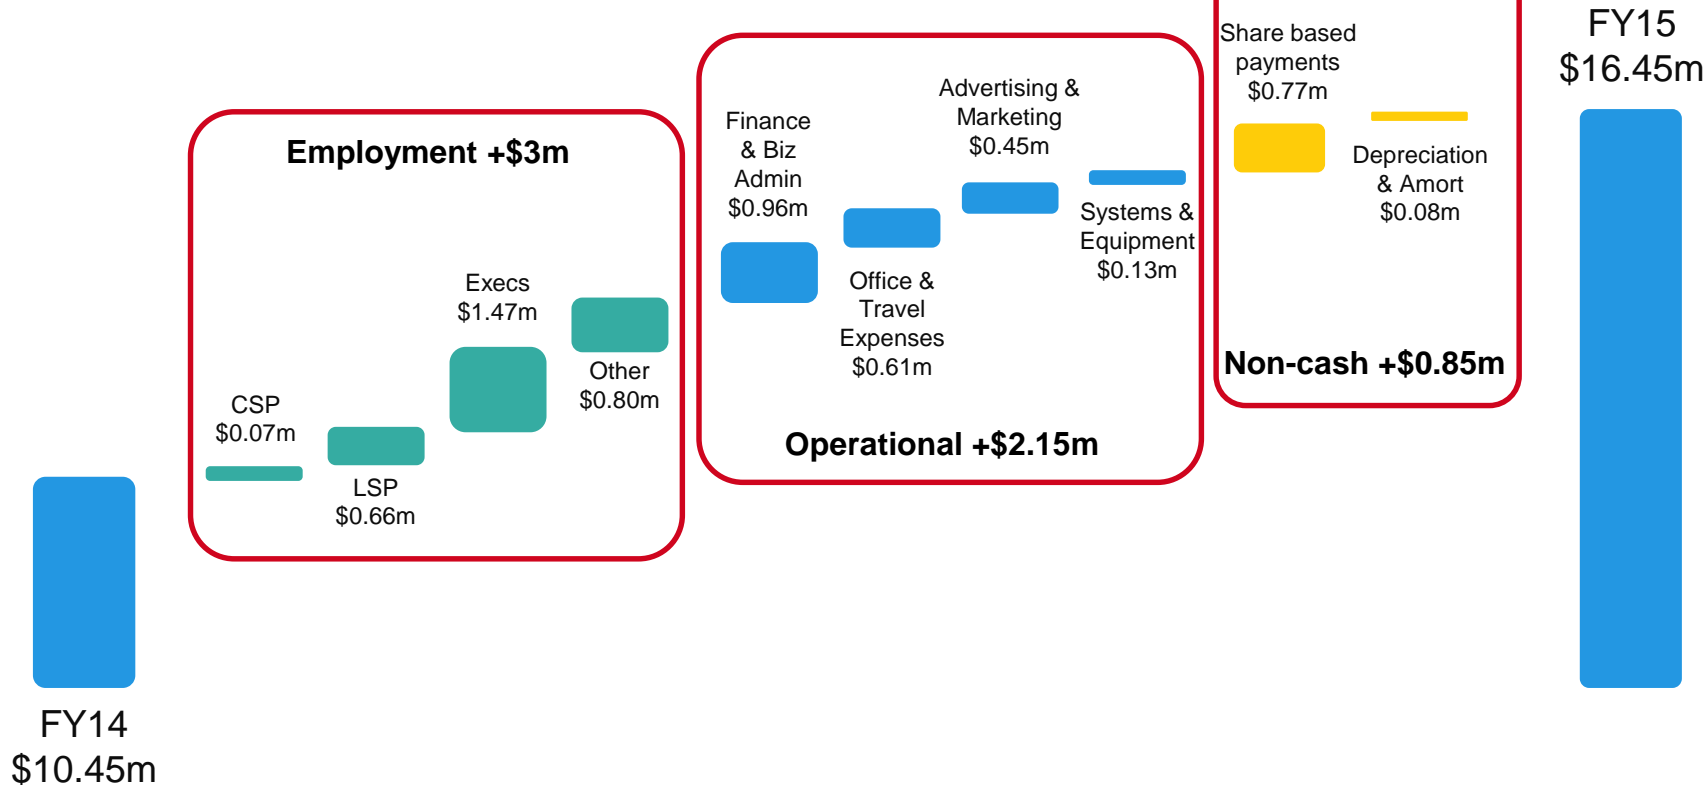 FY15
$16.45m
Share based
payments
$0.77m
Depreciation
& Amort
$0.08m
Non-cash +$0.85m
Advertising &
Marketing
$0.45m
Finance
& Biz
Admin
$0.96m
Systems &
Equipment
$0.13m
Office &
Travel
Expenses
$0.61m
Operational +$2.15m
Employment +$3m
Execs
$1.47m
Other
$0.80m
CSP
$0.07m
LSP
$0.66m
FY14
$10.45m